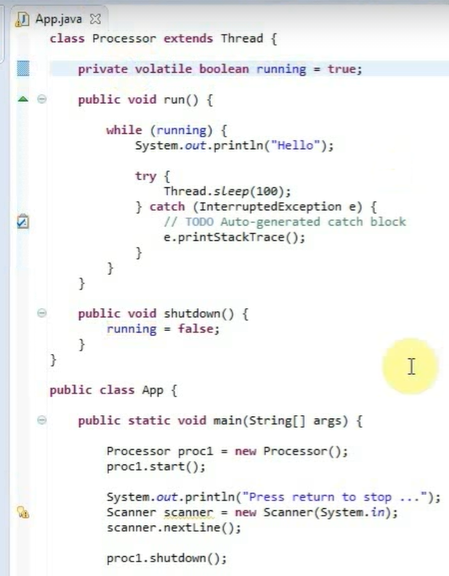 App.java
class Processor extends Thread {
private volatile boolean running = true;
public void run() {
while (running) {
System.out.println("Hello");
try {
Thread.sleep(100);
} catch (InterruptedException e) {
// TODO Auto-generated catch block
e.printStackTrace();
}
}
}
public void shutdown() {
running = false;
}
}
public class App {
public static void main(String[] args) {
Processor proc1 = new Processor();
proc1.start();
System.out.println("Press return to stop ...");
Scanner scanner = new Scanner(System.in);
scanner.nextLine();
proc1.shutdown();